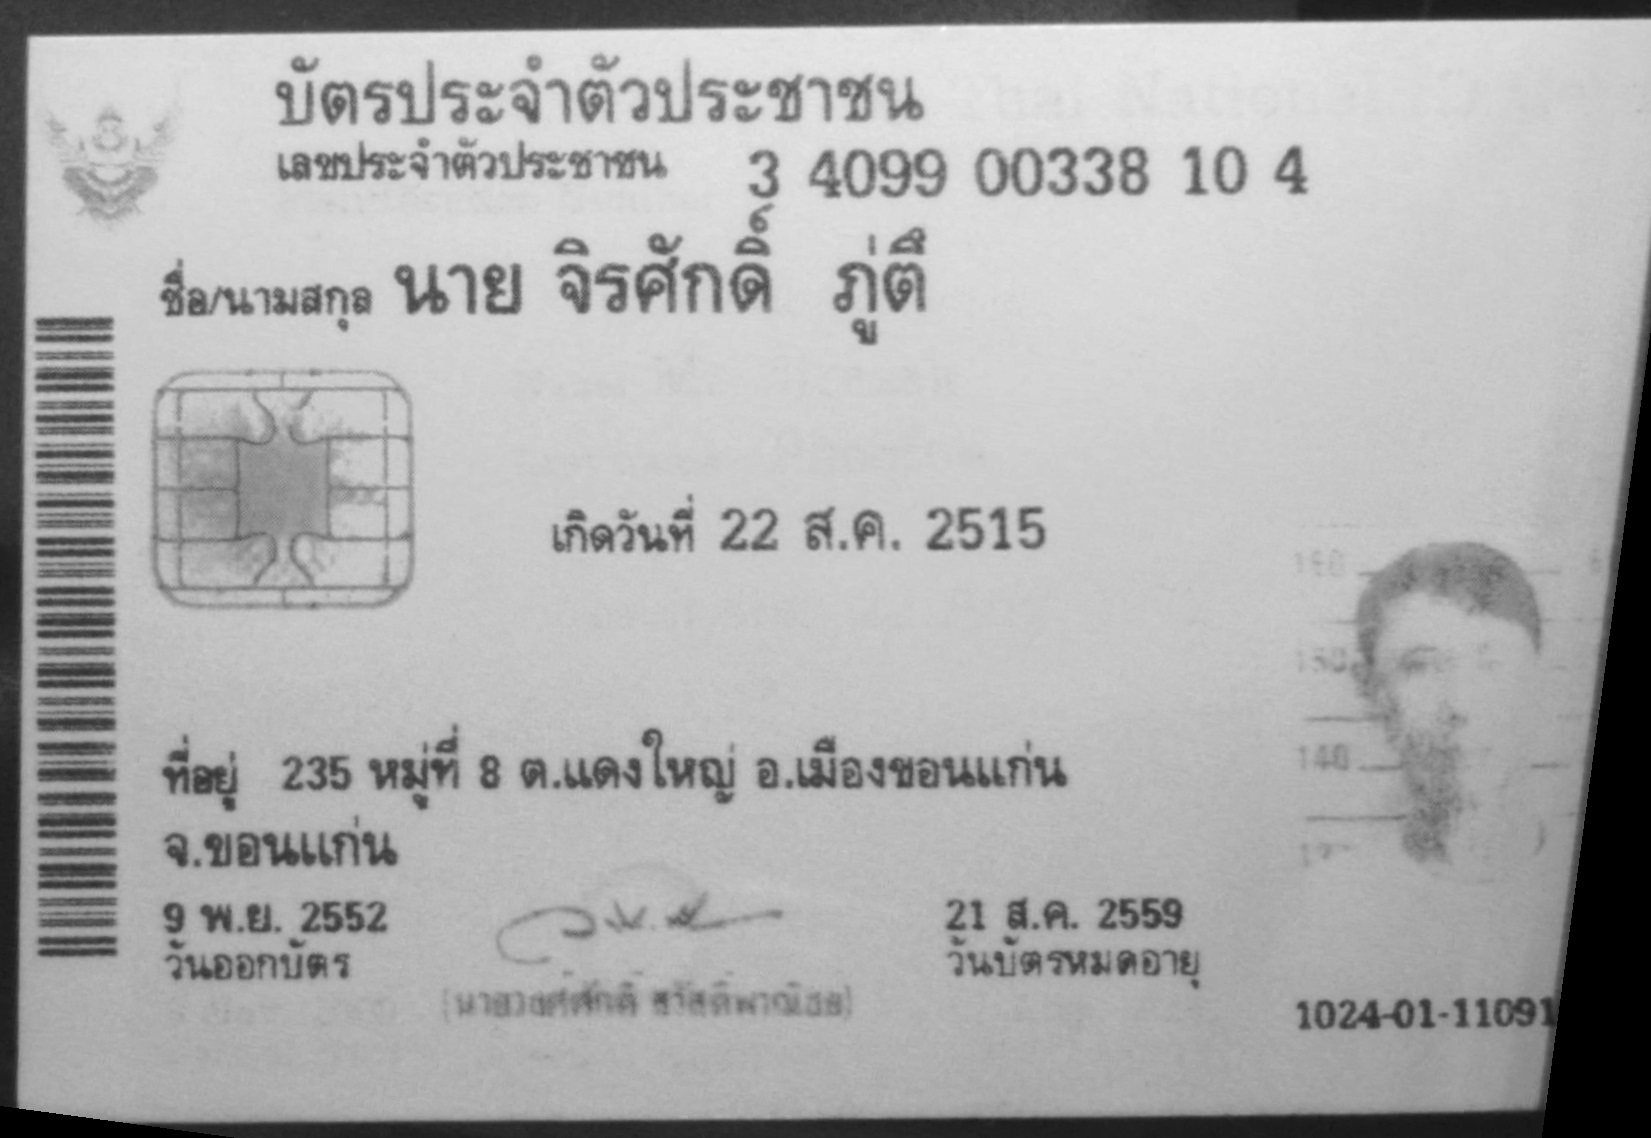 บัตรประจำตัวประชาชน
เลขประจำตัวประชาชน 3 4099 00338 10 4
ชื่อ/นามสกุล นาย จิรศักดิ์ ภู่ตึ
เกิดวันที่ 22 ส.ค. 2515
160
150
140
ที่อยู่ 235 หมู่ที่ 8 ต.แดงใหญ่ อ.เมืองขอนแก่น
จ.ขอนแก่น
9 พ.ย. 2552
วันออกบัตร
(นายวงศ์ศักดิ์ สวัสดิ์พาณิชย์)
21 ส.ค. 2559
วันบัตรหมดอายุ
1024-01-11091